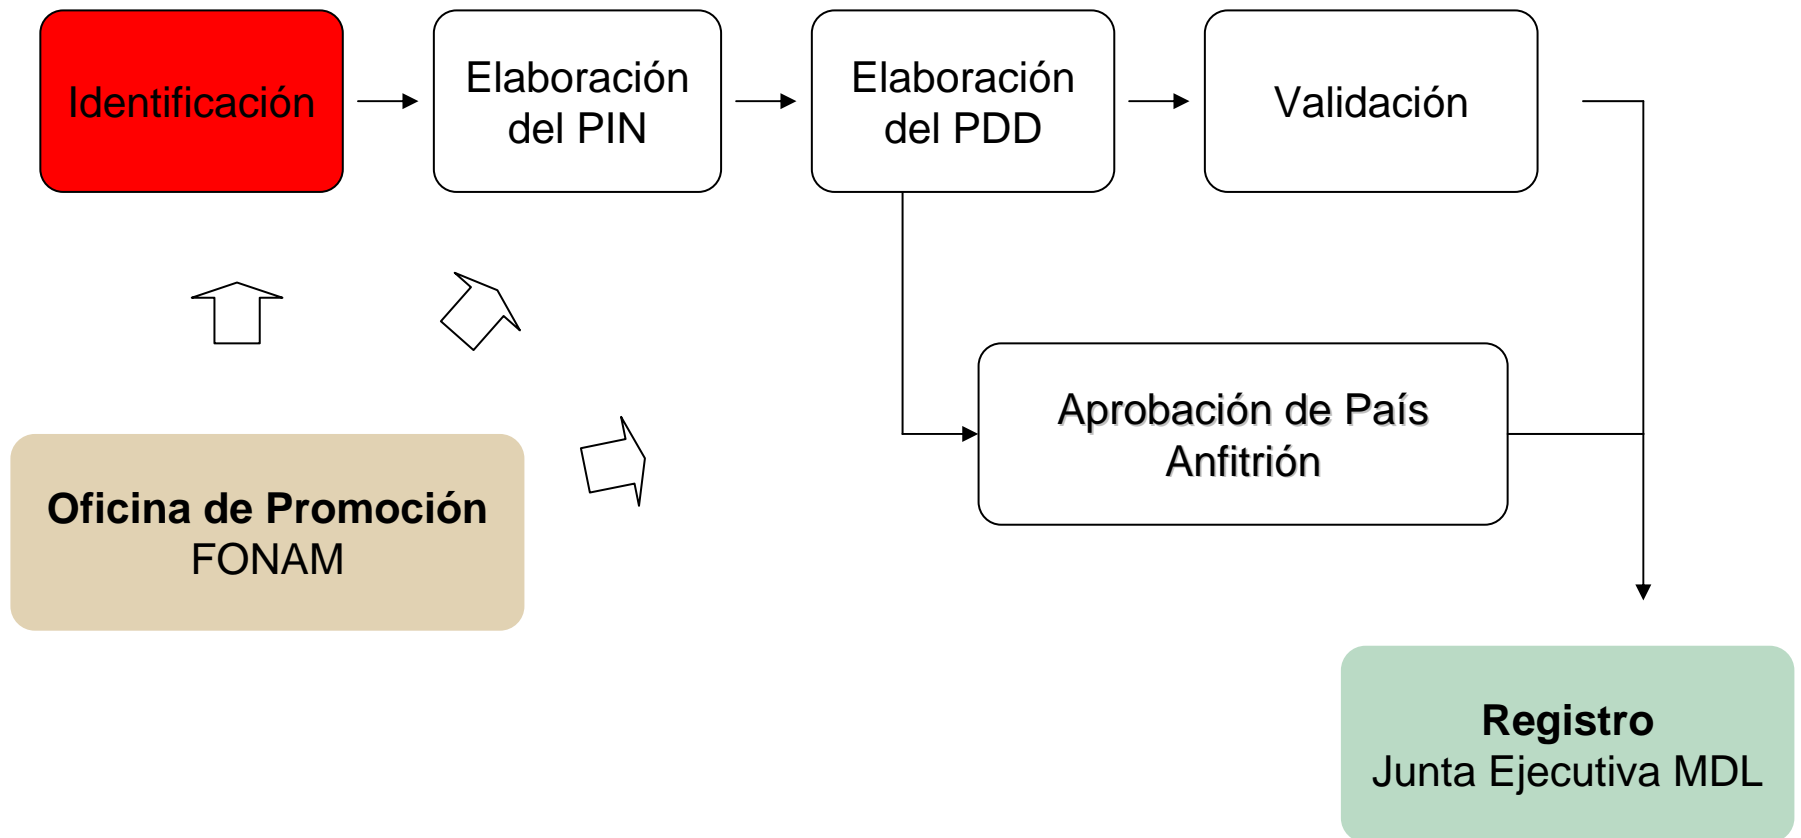 Identificación
Elaboración
del PIN
Elaboración
del PDD
Validación
Aprobación de País
Anfitrión
Oficina de Promoción
FONAM
Registro
Junta Ejecutiva MDL